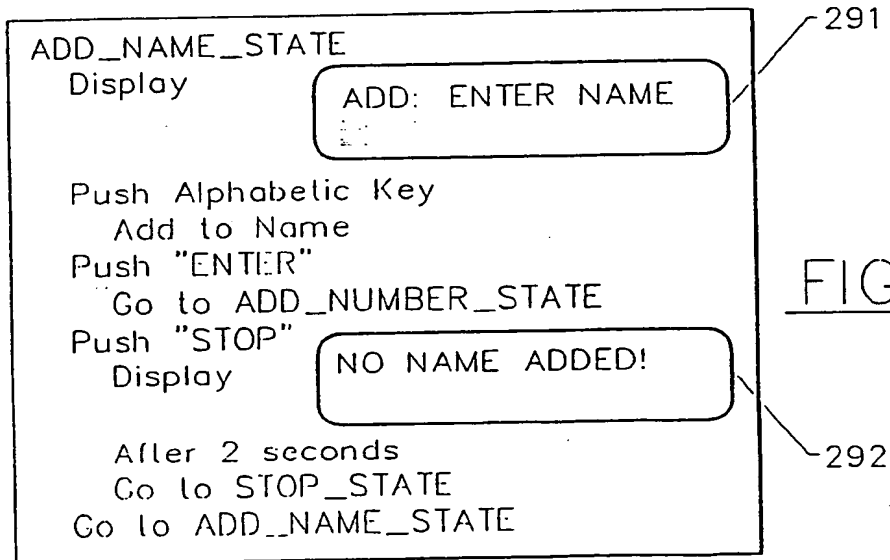 291
ADD_NAME_STATE
Display
ADD: ENTER NAME
Push Alphabetic Key
Add to Name
Push "ENTER"
Go to ADD_NUMBER_STATE
FIG
Push "STOP"
Display
NO NAME ADDED!
292
After 2 seconds
Go to STOP_STATE
Go to ADD_NAME_STATE